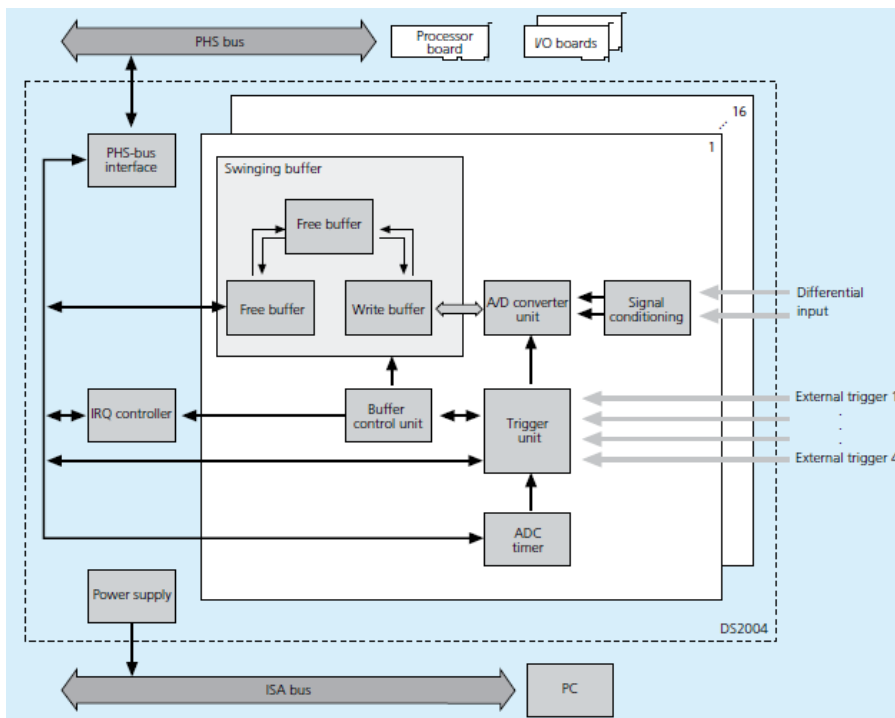 PHS bus
Processor
board
I/O boards
16
1
PHS-bus
interface
Swinging buffer
Free buffer
Free buffer
Write buffer
A/D converter
unit
Signal
conditioning
Differential
input
IRQ controller
Buffer
control unit
Trigger
unit
External trigger 1
.
.
.
External trigger 4
ADC
timer
Power supply
DS2004
ISA bus
PC